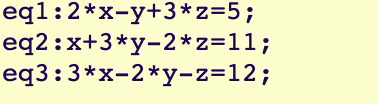 eq1:2*x-y+3*z=5;
eq2:x+3*y-2*z=11;
eq3:3*x-2*y-z=12;